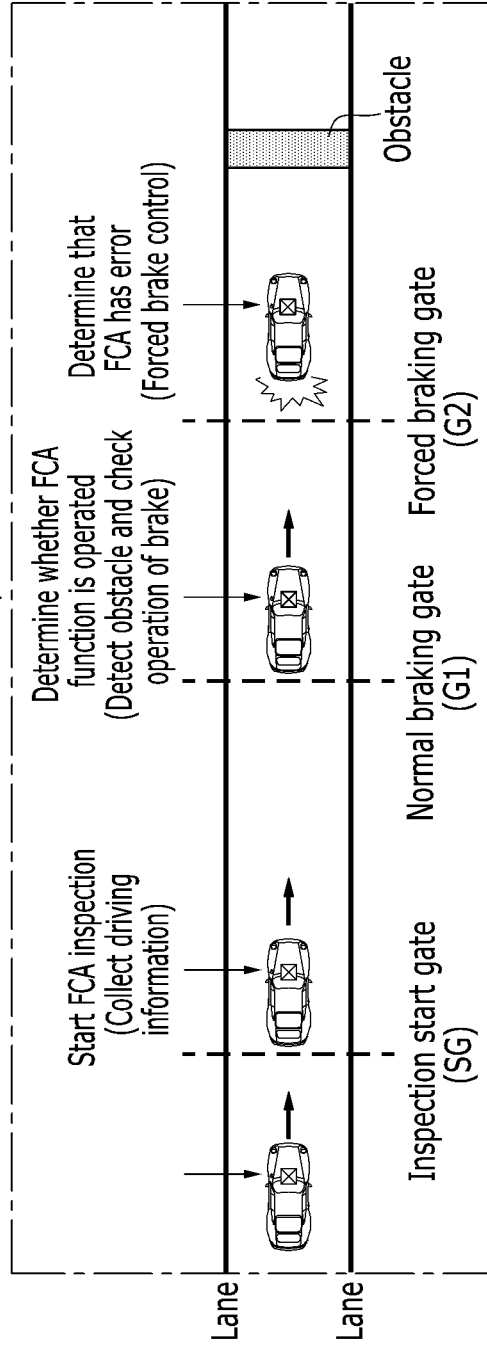 Start FCA inspection
(Collect driving
information)
Determine whether FCA
function is operated
(Detect obstacle and check
operation of brake)
Determine that
FCA has error
(Forced brake control)
Lane
Lane
Inspection start gate
(SG)
Normal braking gate
(G1)
Forced braking gate
(G2)
Obstacle